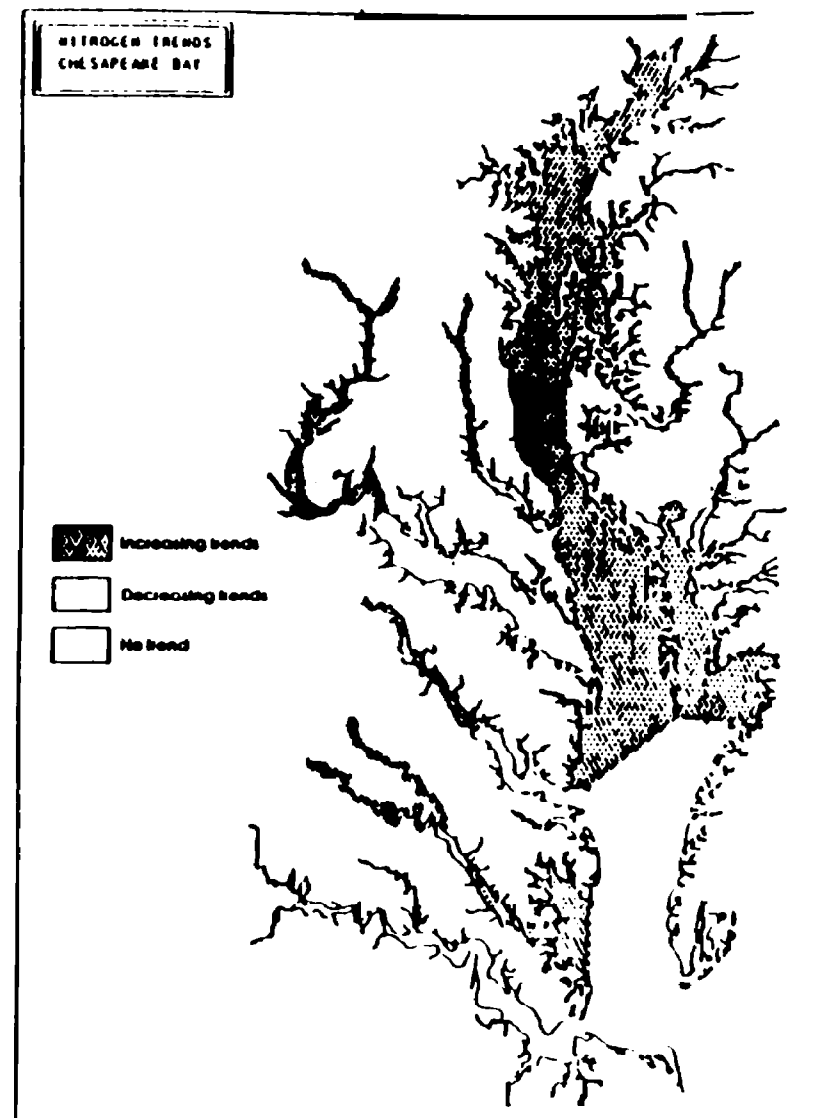 NITROGEN TRENDS
CHESAPEAKE BAY
Increasing trends
Decreasing trends
No trend